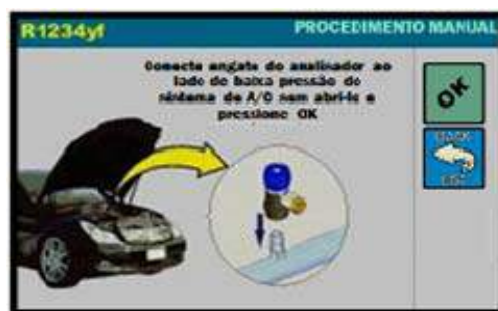 R1234yf
PROCEDIMENTO MANUAL
Conecte engate do analisador ao
lado de baixa pressão do
sistema de A/C sem abri-lo e
pressione OK
OK